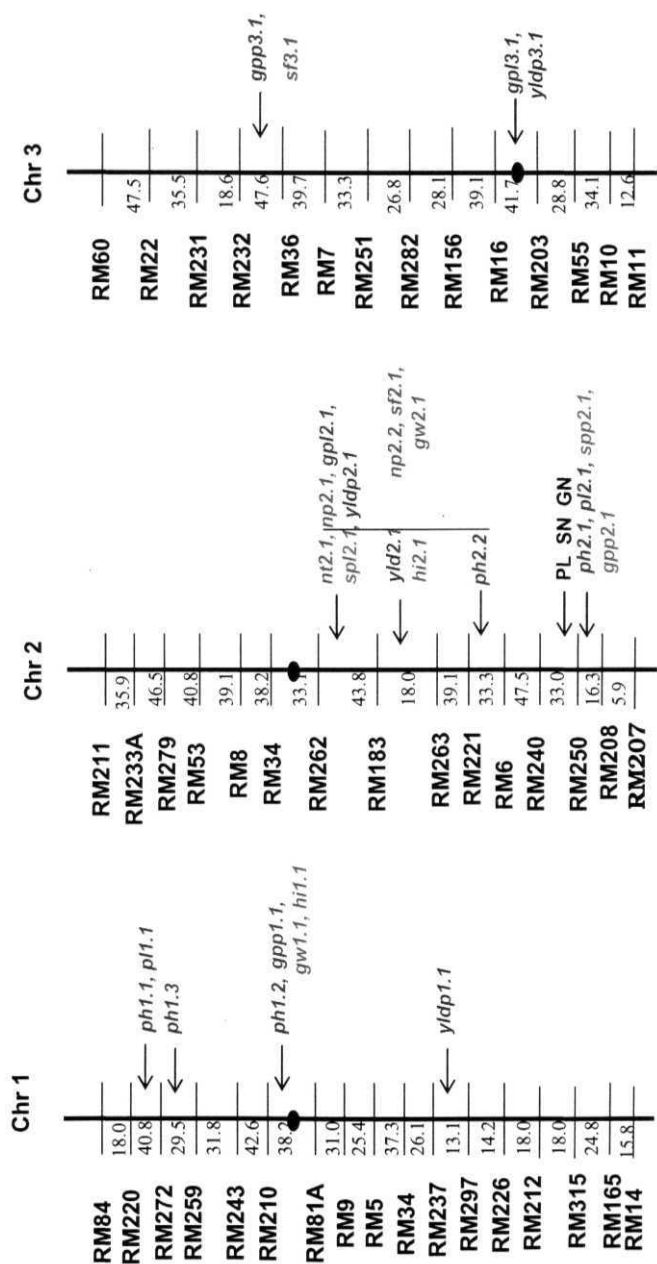 Chr 1
RM84
18.0
RM220
40.8
ph1.1, pl1.1
RM272
29.5
ph1.3
RM259
31.8
RM243
42.6
RM210
38.2
ph1.2, gpp1.1,
gw1.1, hi1.1
RM81A
31.0
RM9
25.4
RM5
37.3
RM34
26.1
RM237
13.1
yldp1.1
RM297
14.2
RM226
18.0
RM212
18.0
RM315
24.8
RM165
15.8
RM14
Chr 2
RM211
35.9
RM233A
46.5
RM279
40.8
RM53
39.1
RM8
38.2
RM34
33.1
RM262
43.8
nt2.1, np2.1, gpl2.1,
spl2.1, yldp2.1
RM183
18.0
yld2.1
hi2.1
np2.2, sf2.1,
gw2.1
RM263
39.1
RM221
33.3
ph2.2
RM6
47.5
RM240
33.0
PL SN GN
RM250
16.3
ph2.1, pl2.1, spp2.1,
gpp2.1
RM208
5.9
RM207
Chr 3
RM60
47.5
RM22
35.5
RM231
18.6
RM232
47.6
gpp3.1,
sf3.1
RM36
39.7
RM7
33.3
RM251
26.8
RM282
28.1
RM156
39.1
RM16
41.7
gpl3.1,
yldp3.1
RM203
28.8
RM55
34.1
RM10
12.6
RM11